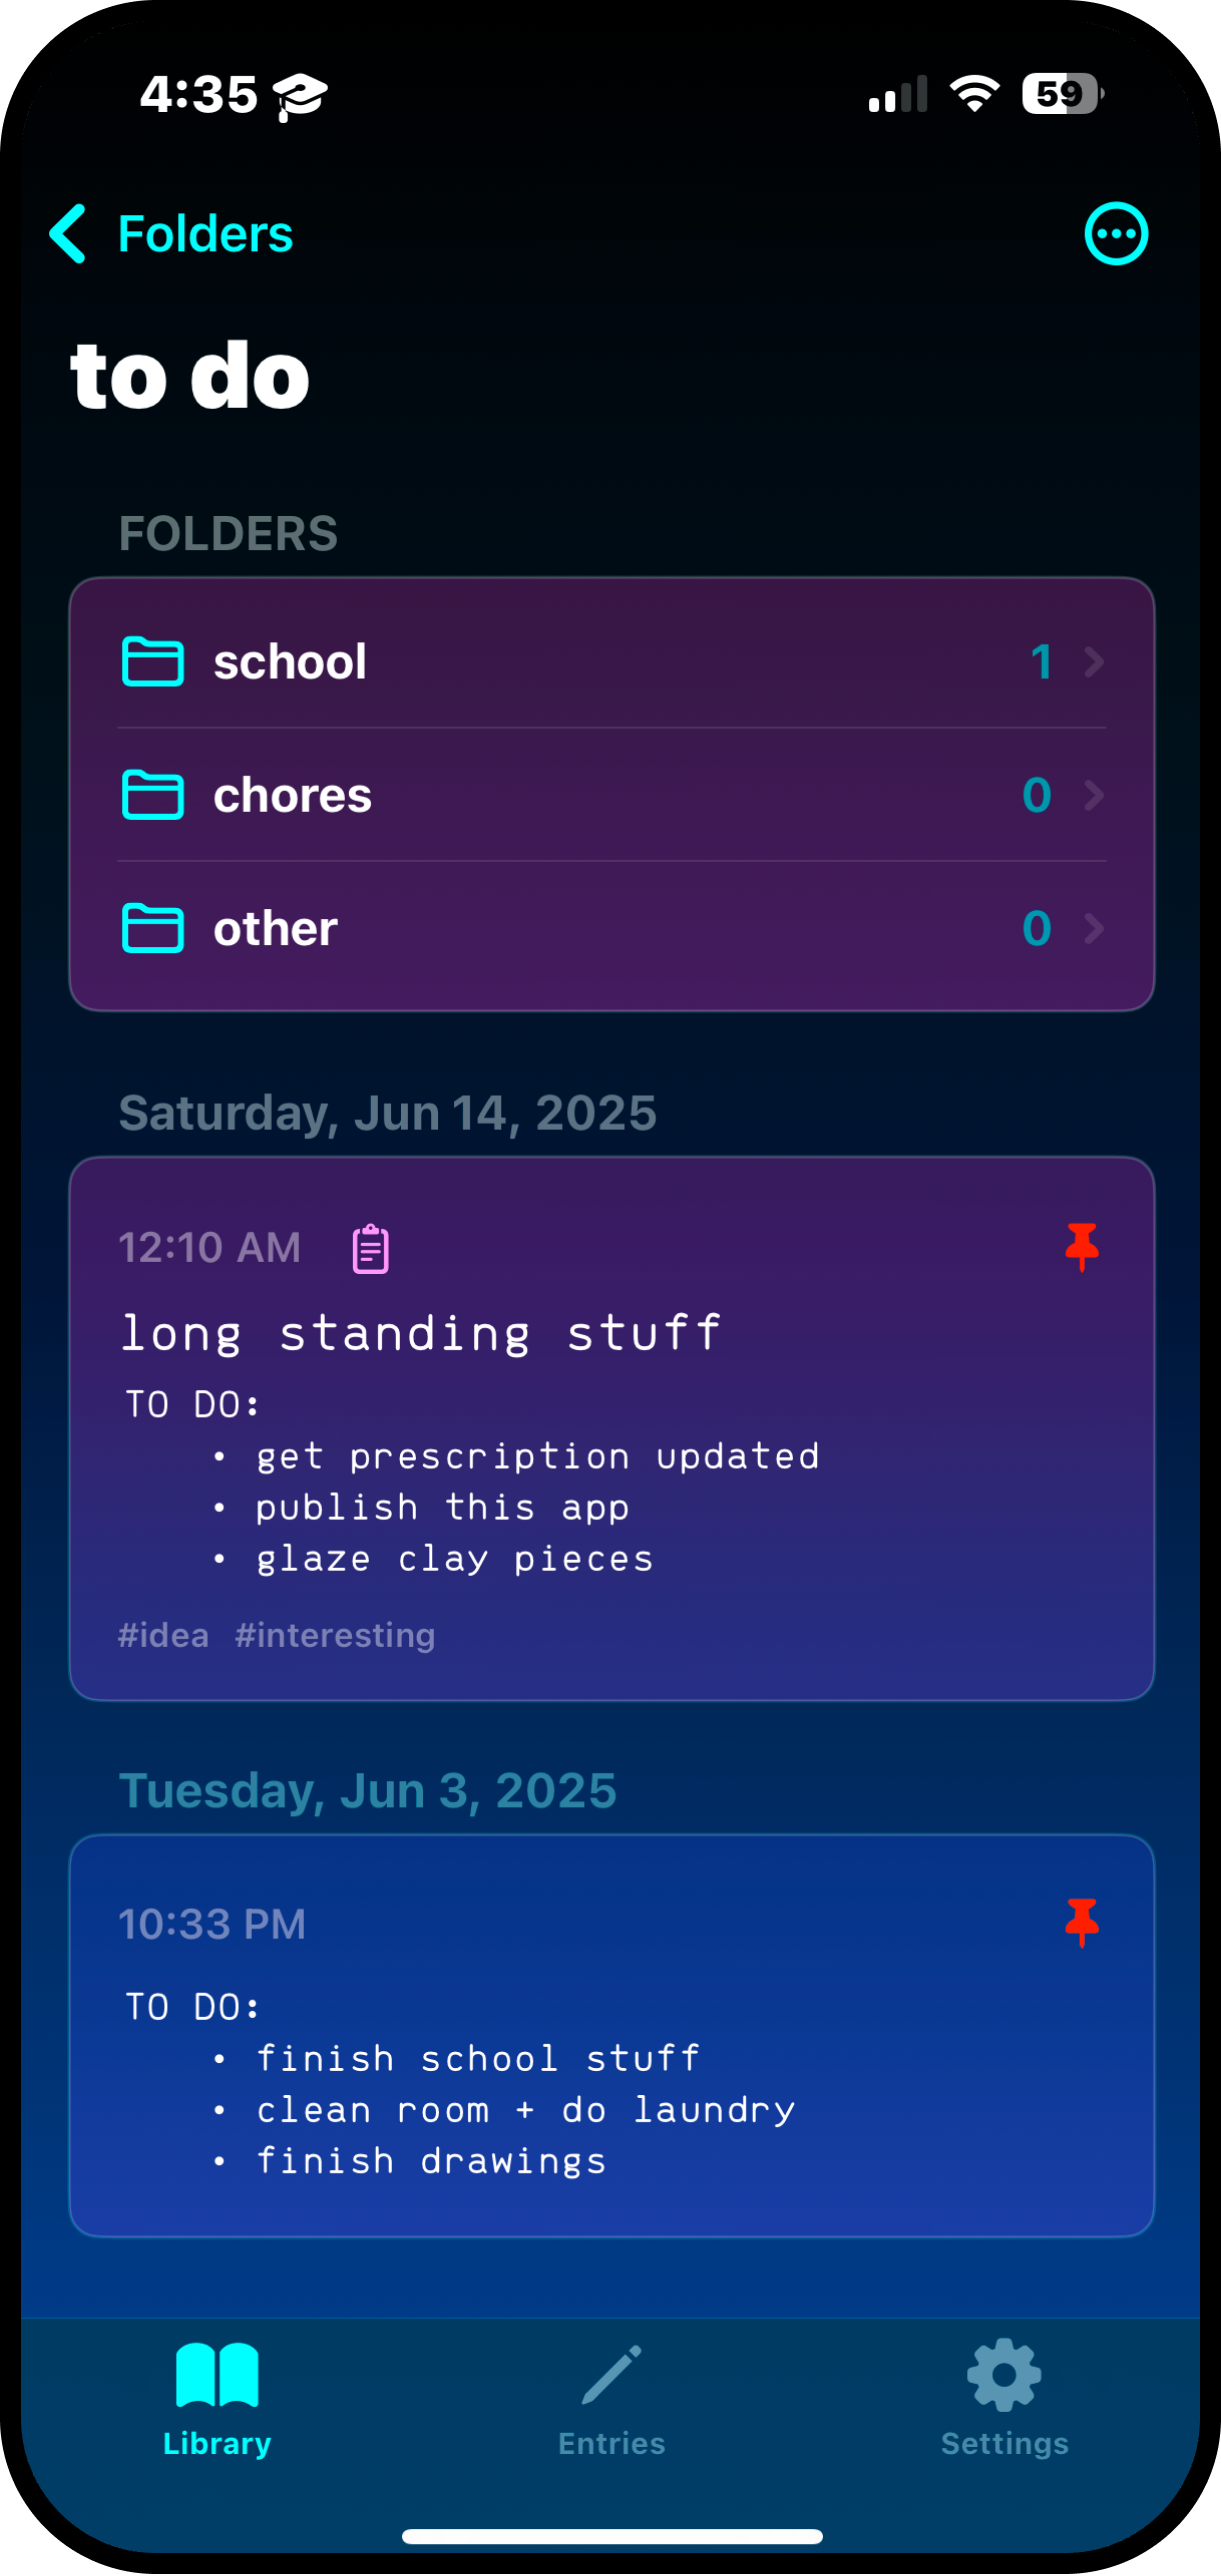 4:35
59
Folders
to do
FOLDERS
school 1
chores 0
other 0
Saturday, Jun 14, 2025
12:10 AM
long standing stuff
TO DO:
• get prescription updated
• publish this app
• glaze clay pieces
#idea #interesting
Tuesday, Jun 3, 2025
10:33 PM
TO DO:
• finish school stuff
• clean room + do laundry
• finish drawings
Library Entries Settings